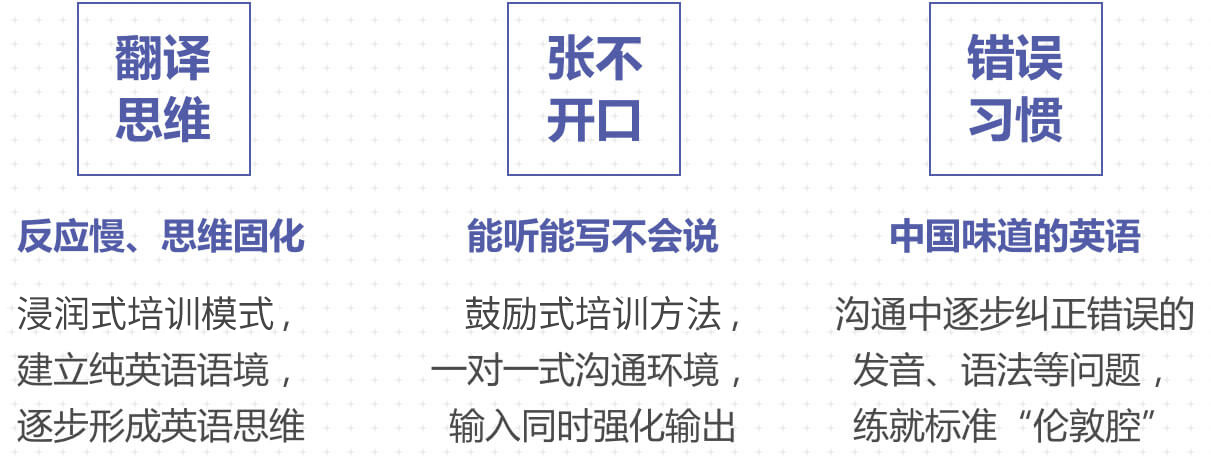 翻译
思维
反应慢、思维固化
浸润式培训模式，
建立纯英语语境，
逐步形成英语思维
张不
开口
能听能写不会说
鼓励式培训方法，
一对一式沟通环境，
输入同时强化输出
错误
习惯
中国味道的英语
沟通中逐步纠正错误的
发音、语法等问题，
练就标准“伦敦腔”